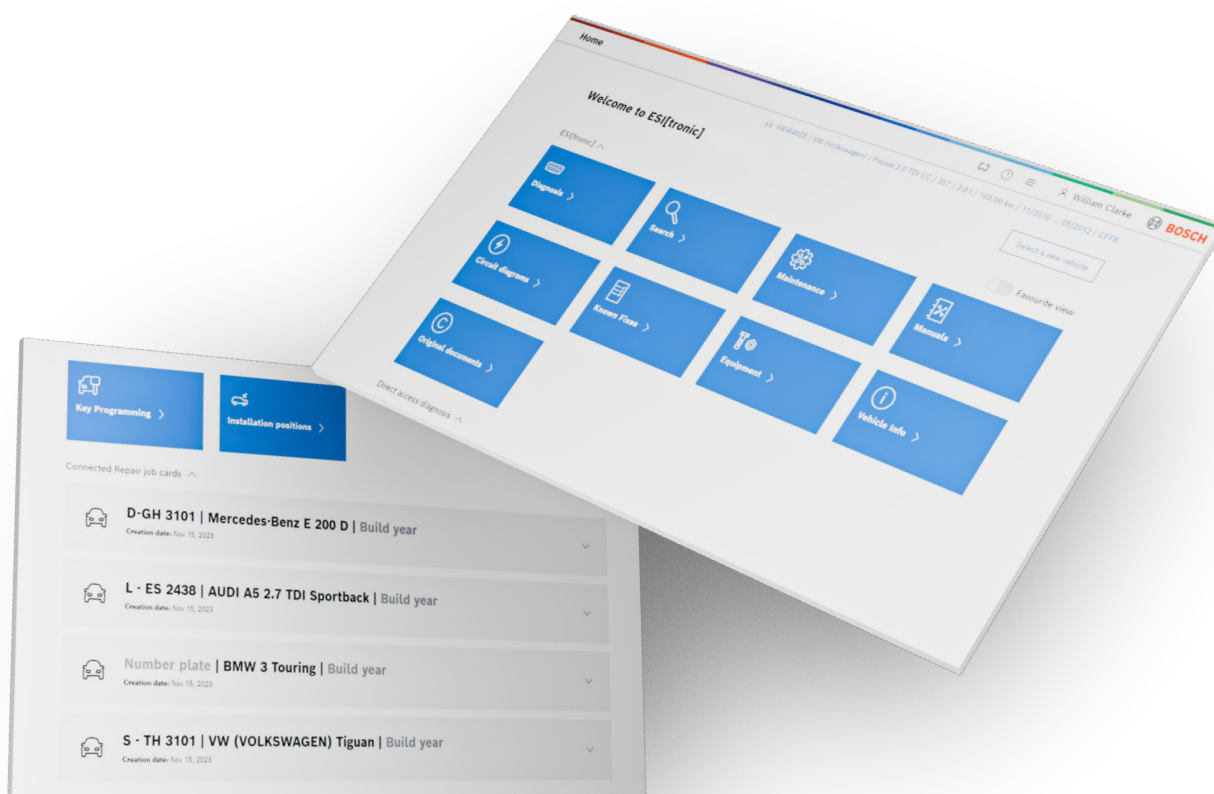 Home
Welcome to ESI[tronic]
VWW4025 / VW (Volkswagen) / Passat 2.0 TDI CC / 357 / 2.0 l / 103.00 kw / 11/2010 ... 05/2012 / CFFB
William Clarke
BOSCH
Select a new vehicle
Favourite view
ESI[tronic]
Diagnosis
Search
Maintenance
Manuals
Circuit diagrams
Known Fixes
Equipment
Vehicle Info
Original documents
Direct access diagnosis
Key Programming
Installation positions
Connected Repair job cards
D-GH 3101 | Mercedes-Benz E 200 D | Build year
Creation date: Nov 15, 2023
L - ES 2438 | AUDI A5 2.7 TDI Sportback | Build year
Creation date: Nov 15, 2023
Number plate | BMW 3 Touring | Build year
Creation date: Nov 15, 2023
S - TH 3101 | VW (VOLKSWAGEN) Tiguan | Build year
Creation date: Nov 15, 2023